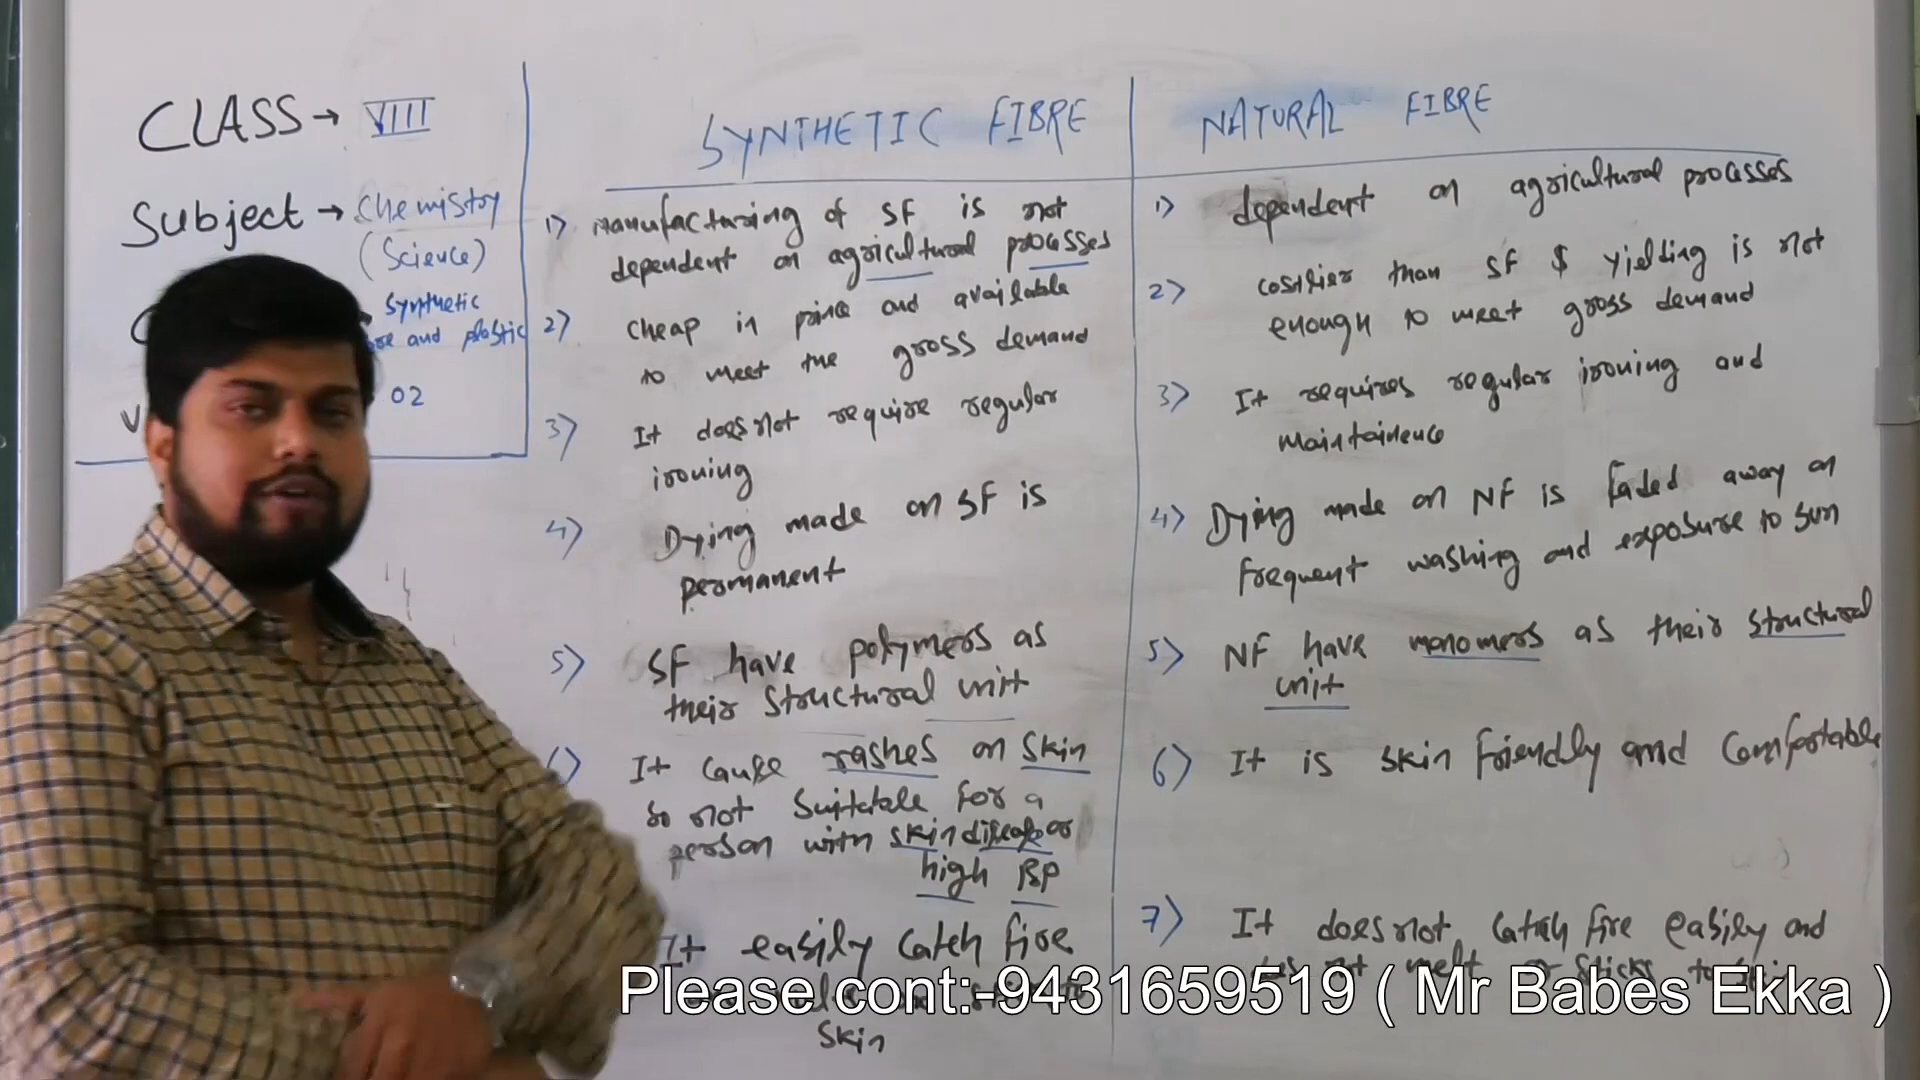 CLASS → VIII
Subject → Chemistry
(Science)
Synthetic
and plastic
02
SYNTHETIC FIBRE
1) Manufacturing of SF is not
dependent on agricultural processes
2) Cheap in price and available
to meet the gross demand
3) It does not require regular
ironing
4) Dying made on SF is
permanent
5) SF have polymers as
their structural unit
It cause rashes on skin
so not suitable for a
person with skin disease or
high BP
It easily catch fire
skin
NATURAL FIBRE
1) dependent on agricultural processes
2) costlier than SF $ yielding is not
enough to meet gross demand
3) It requires regular ironing and
maintainence
4) Dying made on NF is faded away on
frequent washing and exposure to sun
5) NF have monomers as their structural
unit
6) It is skin friendly and comfortable
7) It does not catch fire easily and
melt or sticks to
Please cont:-9431659519 ( Mr Babes Ekka )